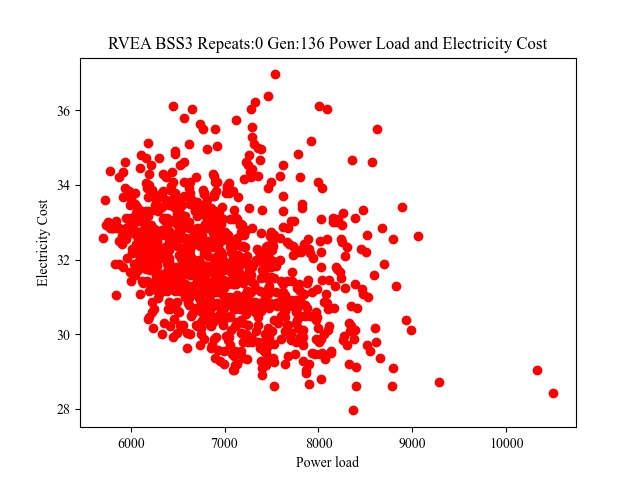 RVEA BSS3 Repeats:0 Gen:136 Power Load and Electricity Cost
36
34
32
30
28
Electricity Cost
6000 7000 8000 9000 10000
Power load